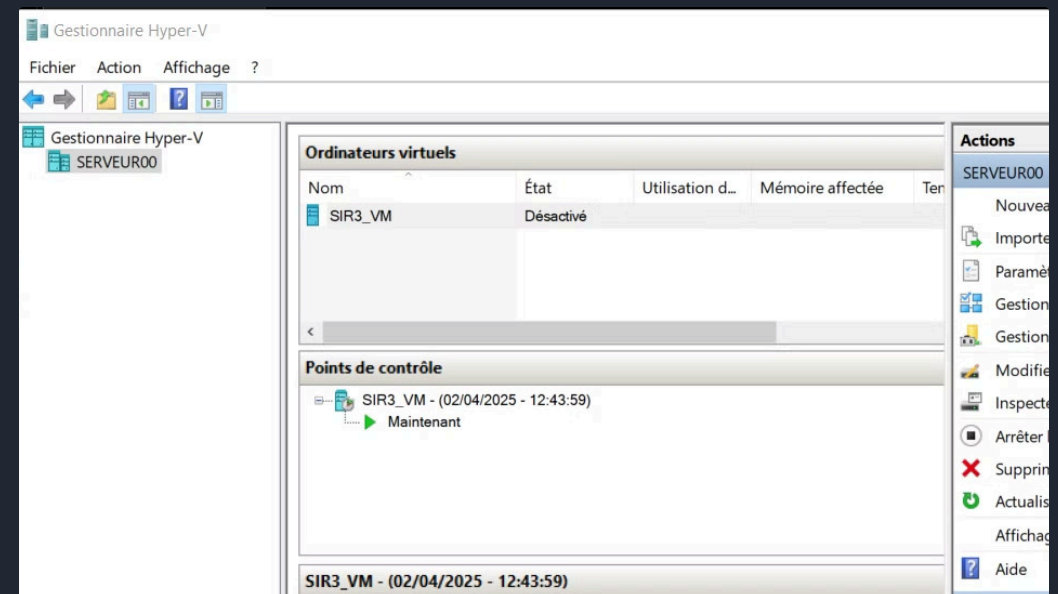 Gestionnaire Hyper-V
Fichier Action Affichage ?
Gestionnaire Hyper-V
SERVEUR00
Ordinateurs virtuels
Nom État Utilisation d... Mémoire affectée Ten
SIR3_VM Désactivé
Points de contrôle
SIR3_VM - (02/04/2025 - 12:43:59)
Maintenant
SIR3_VM - (02/04/2025 - 12:43:59)
Actions
SERVEUR00
Nouvea
Importe
Paramè
Gestion
Gestion
Modifie
Inspecte
Arrêter
Supprin
Actualis
Affichag
Aide